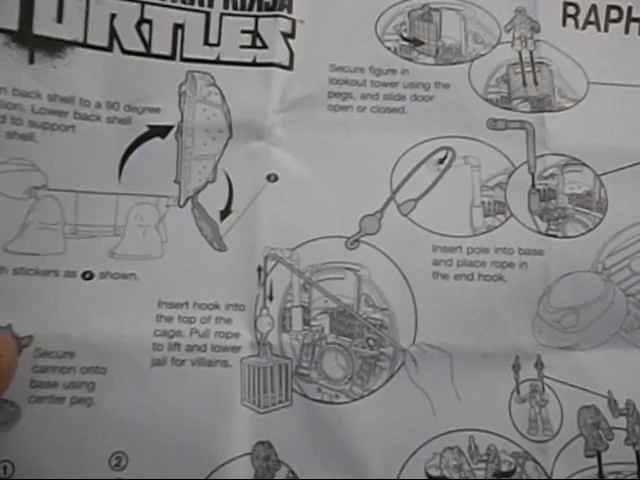 NINJA
TURTLES
RAPH
Secure figure in
lookout tower using the
pegs, and slide door
open or closed.
back shell to a 90 degree
Lower back shell
to support
shell.
Insert pole into base
and place rope in
the end hook.
stickers as shown.
Insert hook into
the top of the
cage. Pull rope
to lift and lower
jail for villains.
Secure
cannon onto
base using
center peg.
1
2